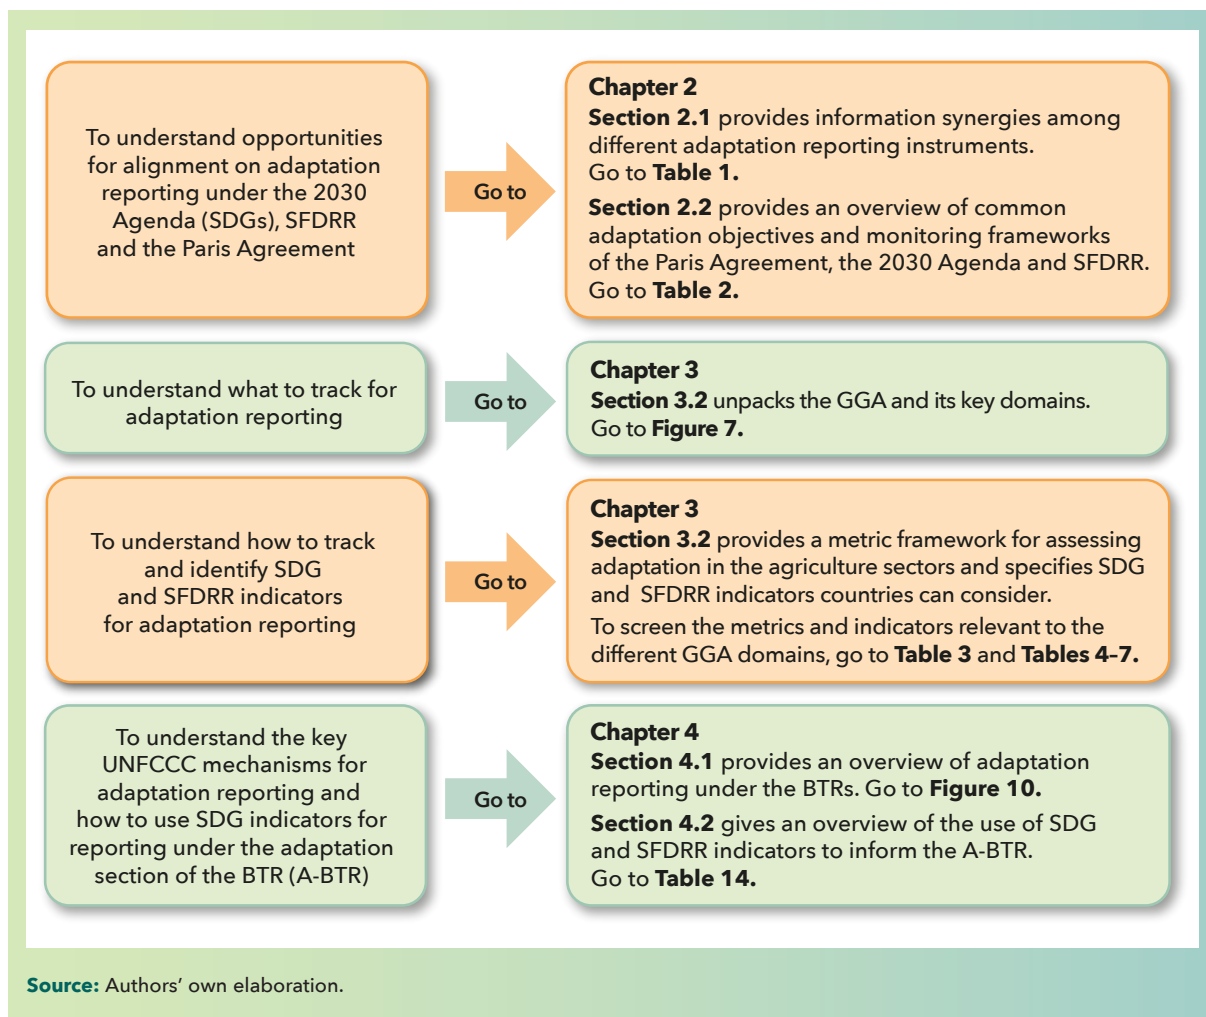 To understand opportunities
for alignment on adaptation
reporting under the 2030
Agenda (SDGs), SFDRR
and the Paris Agreement
Go to
Chapter 2
Section 2.1 provides information synergies among
different adaptation reporting instruments.
Go to Table 1.
Section 2.2 provides an overview of common
adaptation objectives and monitoring frameworks
of the Paris Agreement, the 2030 Agenda and SFDRR.
Go to Table 2.
To understand what to track for
adaptation reporting
Go to
Chapter 3
Section 3.2 unpacks the GGA and its key domains.
Go to Figure 7.
To understand how to track
and identify SDG
and SFDRR indicators
for adaptation reporting
Go to
Chapter 3
Section 3.2 provides a metric framework for assessing
adaptation in the agriculture sectors and specifies SDG
and SFDRR indicators countries can consider.
To screen the metrics and indicators relevant to the
different GGA domains, go to Table 3 and Tables 4–7.
To understand the key
UNFCCC mechanisms for
adaptation reporting and
how to use SDG indicators for
reporting under the adaptation
section of the BTR (A-BTR)
Go to
Chapter 4
Section 4.1 provides an overview of adaptation
reporting under the BTRs. Go to Figure 10.
Section 4.2 gives an overview of the use of SDG
and SFDRR indicators to inform the A-BTR.
Go to Table 14.
Source: Authors’ own elaboration.